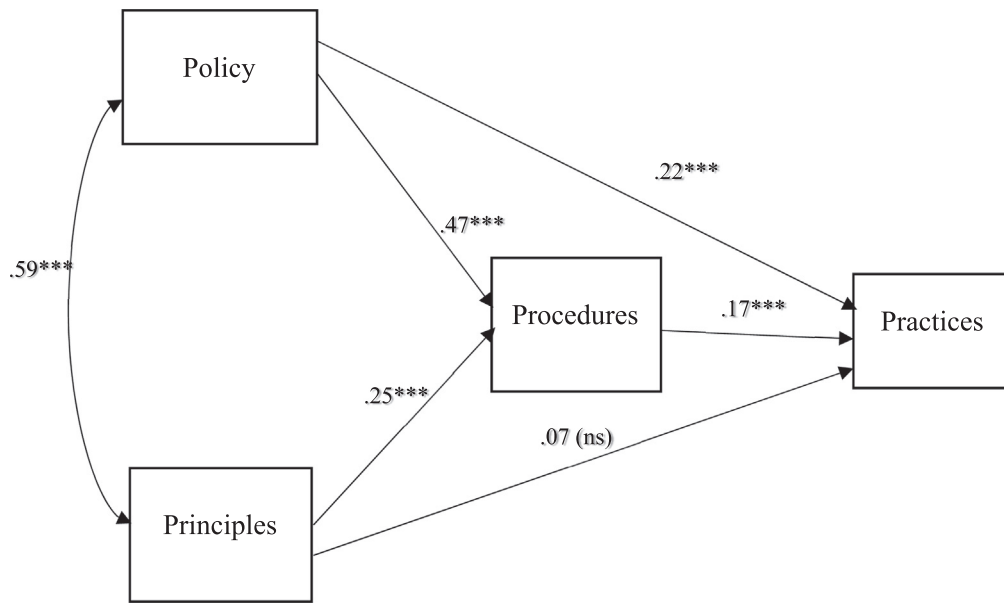 Policy
.22***
.47***
.59***
Procedures
.17***
Practices
.25***
.07 (ns)
Principles